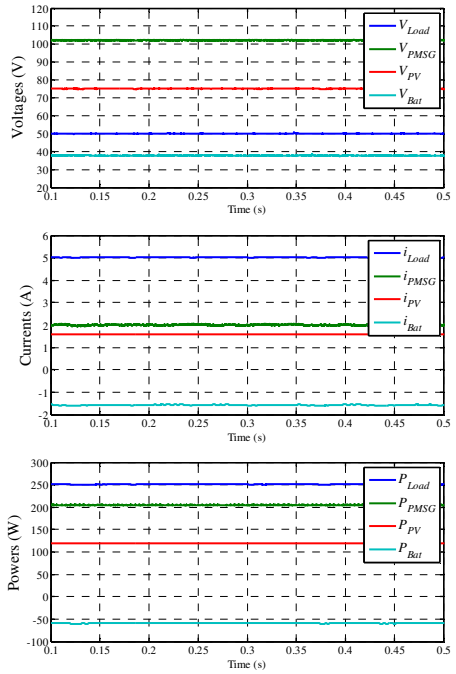 120
110
100
90
80
70
60
50
40
30
20
Voltages (V)
V_Load
V_PMSG
V_PV
V_Bat
0.1 0.15 0.2 0.25 0.3 0.35 0.4 0.45 0.5
Time (s)
6
5
4
3
2
1
0
-1
-2
Currents (A)
i_Load
i_PMSG
i_PV
i_Bat
0.1 0.15 0.2 0.25 0.3 0.35 0.4 0.45 0.5
Time (s)
300
250
200
150
100
50
0
-50
-100
Powers (W)
P_Load
P_PMSG
P_PV
P_Bat
0.1 0.15 0.2 0.25 0.3 0.35 0.4 0.45 0.5
Time (s)